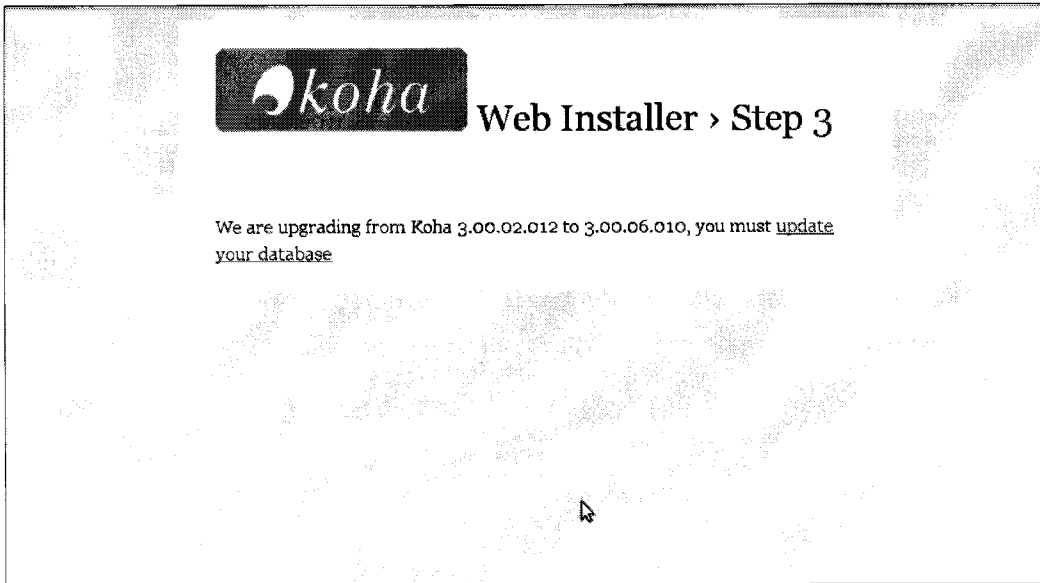 koha
Web Installer › Step 3
We are upgrading from Koha 3.00.02.012 to 3.00.06.010, you must update
your database